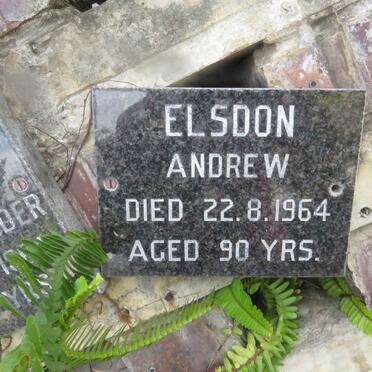 ELSDON
ANDREW
DIED 22.8.1964
AGED 90 YRS.